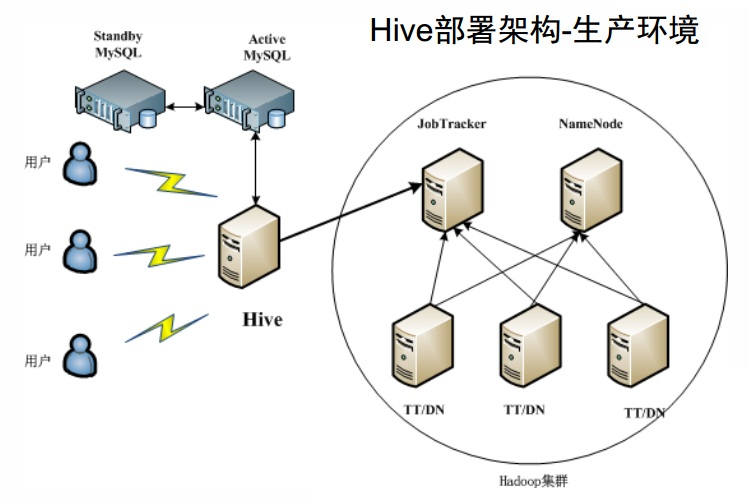 Hive部署架构-生产环境
Standby
MySQL
Active
MySQL
JobTracker
NameNode
用户
用户
Hive
用户
TT/DN
TT/DN
TT/DN
Hadoop集群